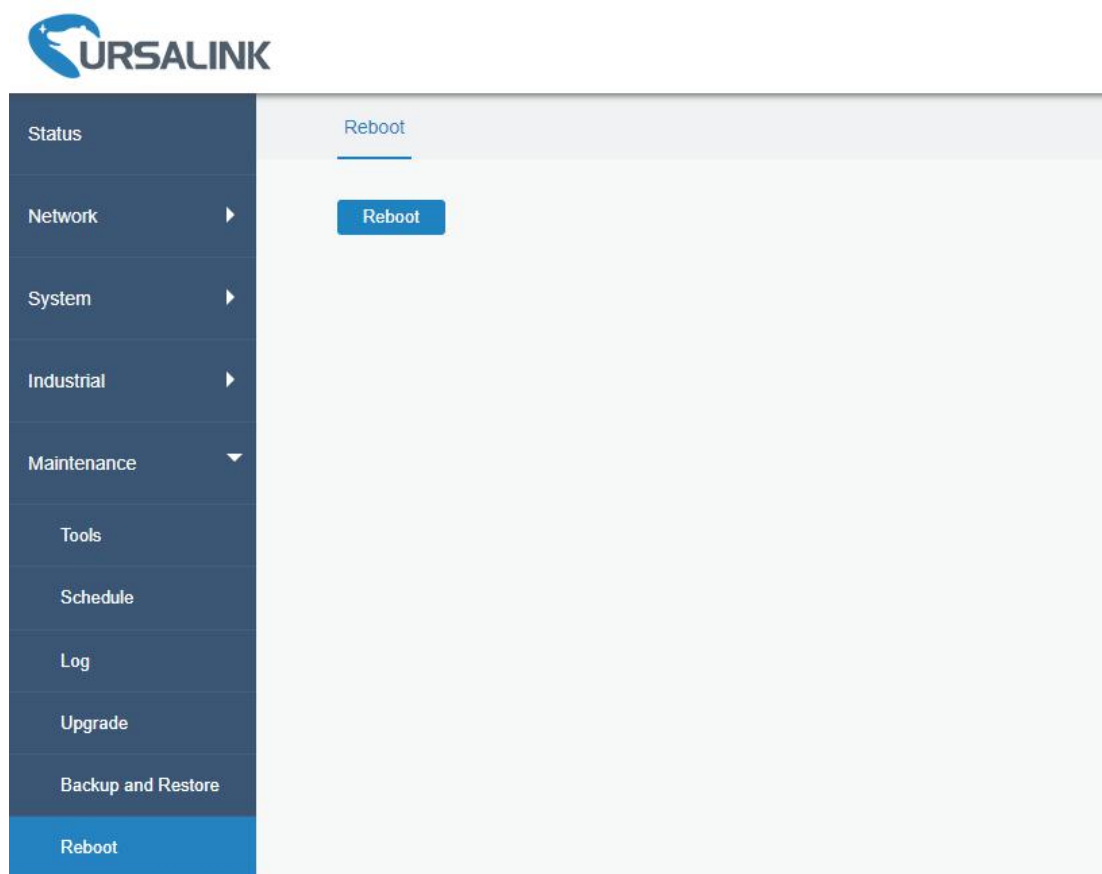 URSALINK
Status
Reboot
Network
Reboot
System
Industrial
Maintenance
Tools
Schedule
Log
Upgrade
Backup and Restore
Reboot